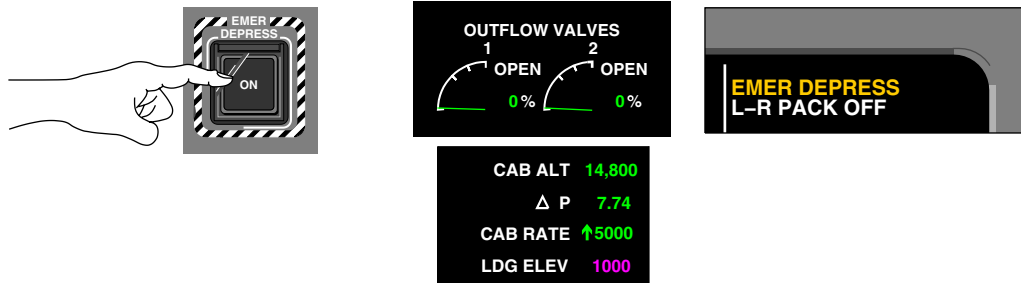 EMER
DEPRESS
ON
OUTFLOW VALVES
1 2
OPEN OPEN
0 % 0 %
EMER DEPRESS
L–R PACK OFF
CAB ALT 14,800
Δ P 7.74
CAB RATE ↑5000
LDG ELEV 1000